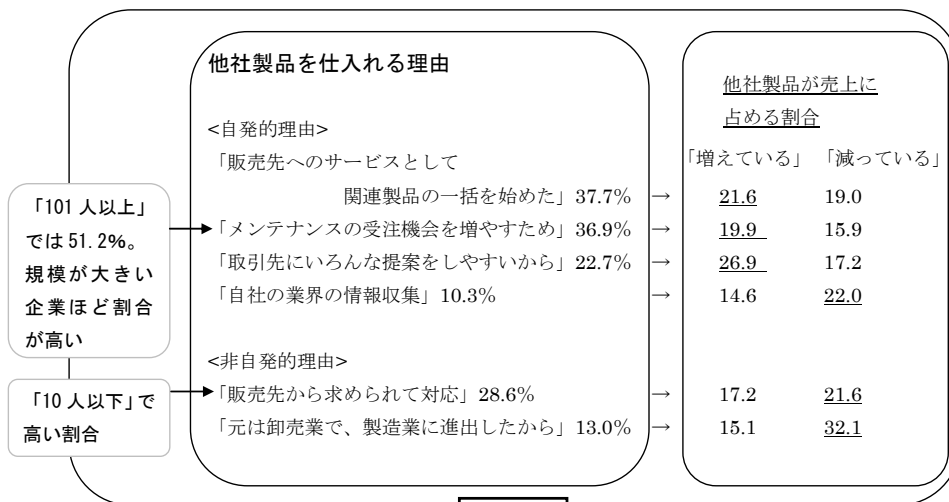 他社製品を仕入れる理由
<自発的理由>
「販売先へのサービスとして
関連製品の一括を始めた」37.7%
「メンテナンスの受注機会を増やすため」36.9%
「取引先にいろんな提案をしやすいから」22.7%
「自社の業界の情報収集」10.3%
<非自発的理由>
「販売先から求められて対応」28.6%
「元は卸売業で、製造業に進出したから」13.0%
「101 人以上」
では 51.2%。
規模が大きい
企業ほど割合
が高い
「10 人以下」で
高い割合
他社製品が売上に
占める割合
「増えている」 「減っている」
→ 21.6 19.0
→ 19.9 15.9
→ 26.9 17.2
→ 14.6 22.0
→ 17.2 21.6
→ 15.1 32.1